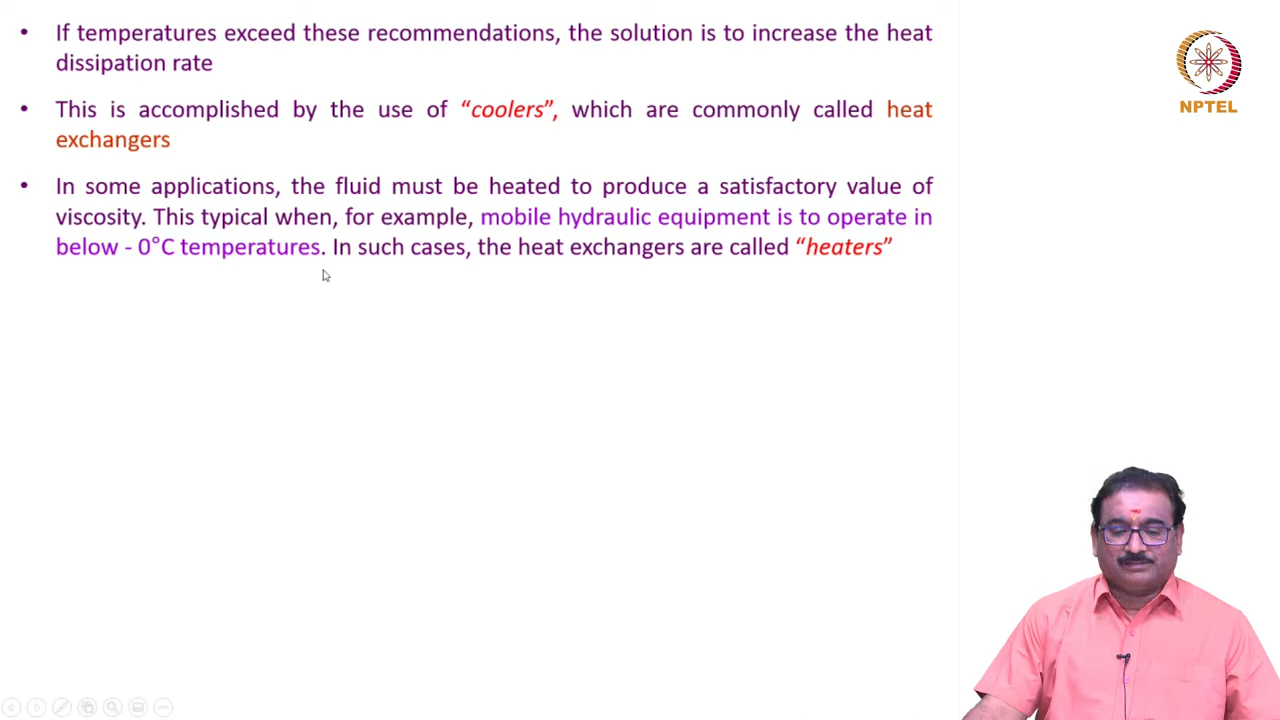 • If temperatures exceed these recommendations, the solution is to increase the heat
dissipation rate
• This is accomplished by the use of “coolers”, which are commonly called heat
exchangers
• In some applications, the fluid must be heated to produce a satisfactory value of
viscosity. This typical when, for example, mobile hydraulic equipment is to operate in
below - 0°C temperatures. In such cases, the heat exchangers are called “heaters”
NPTEL